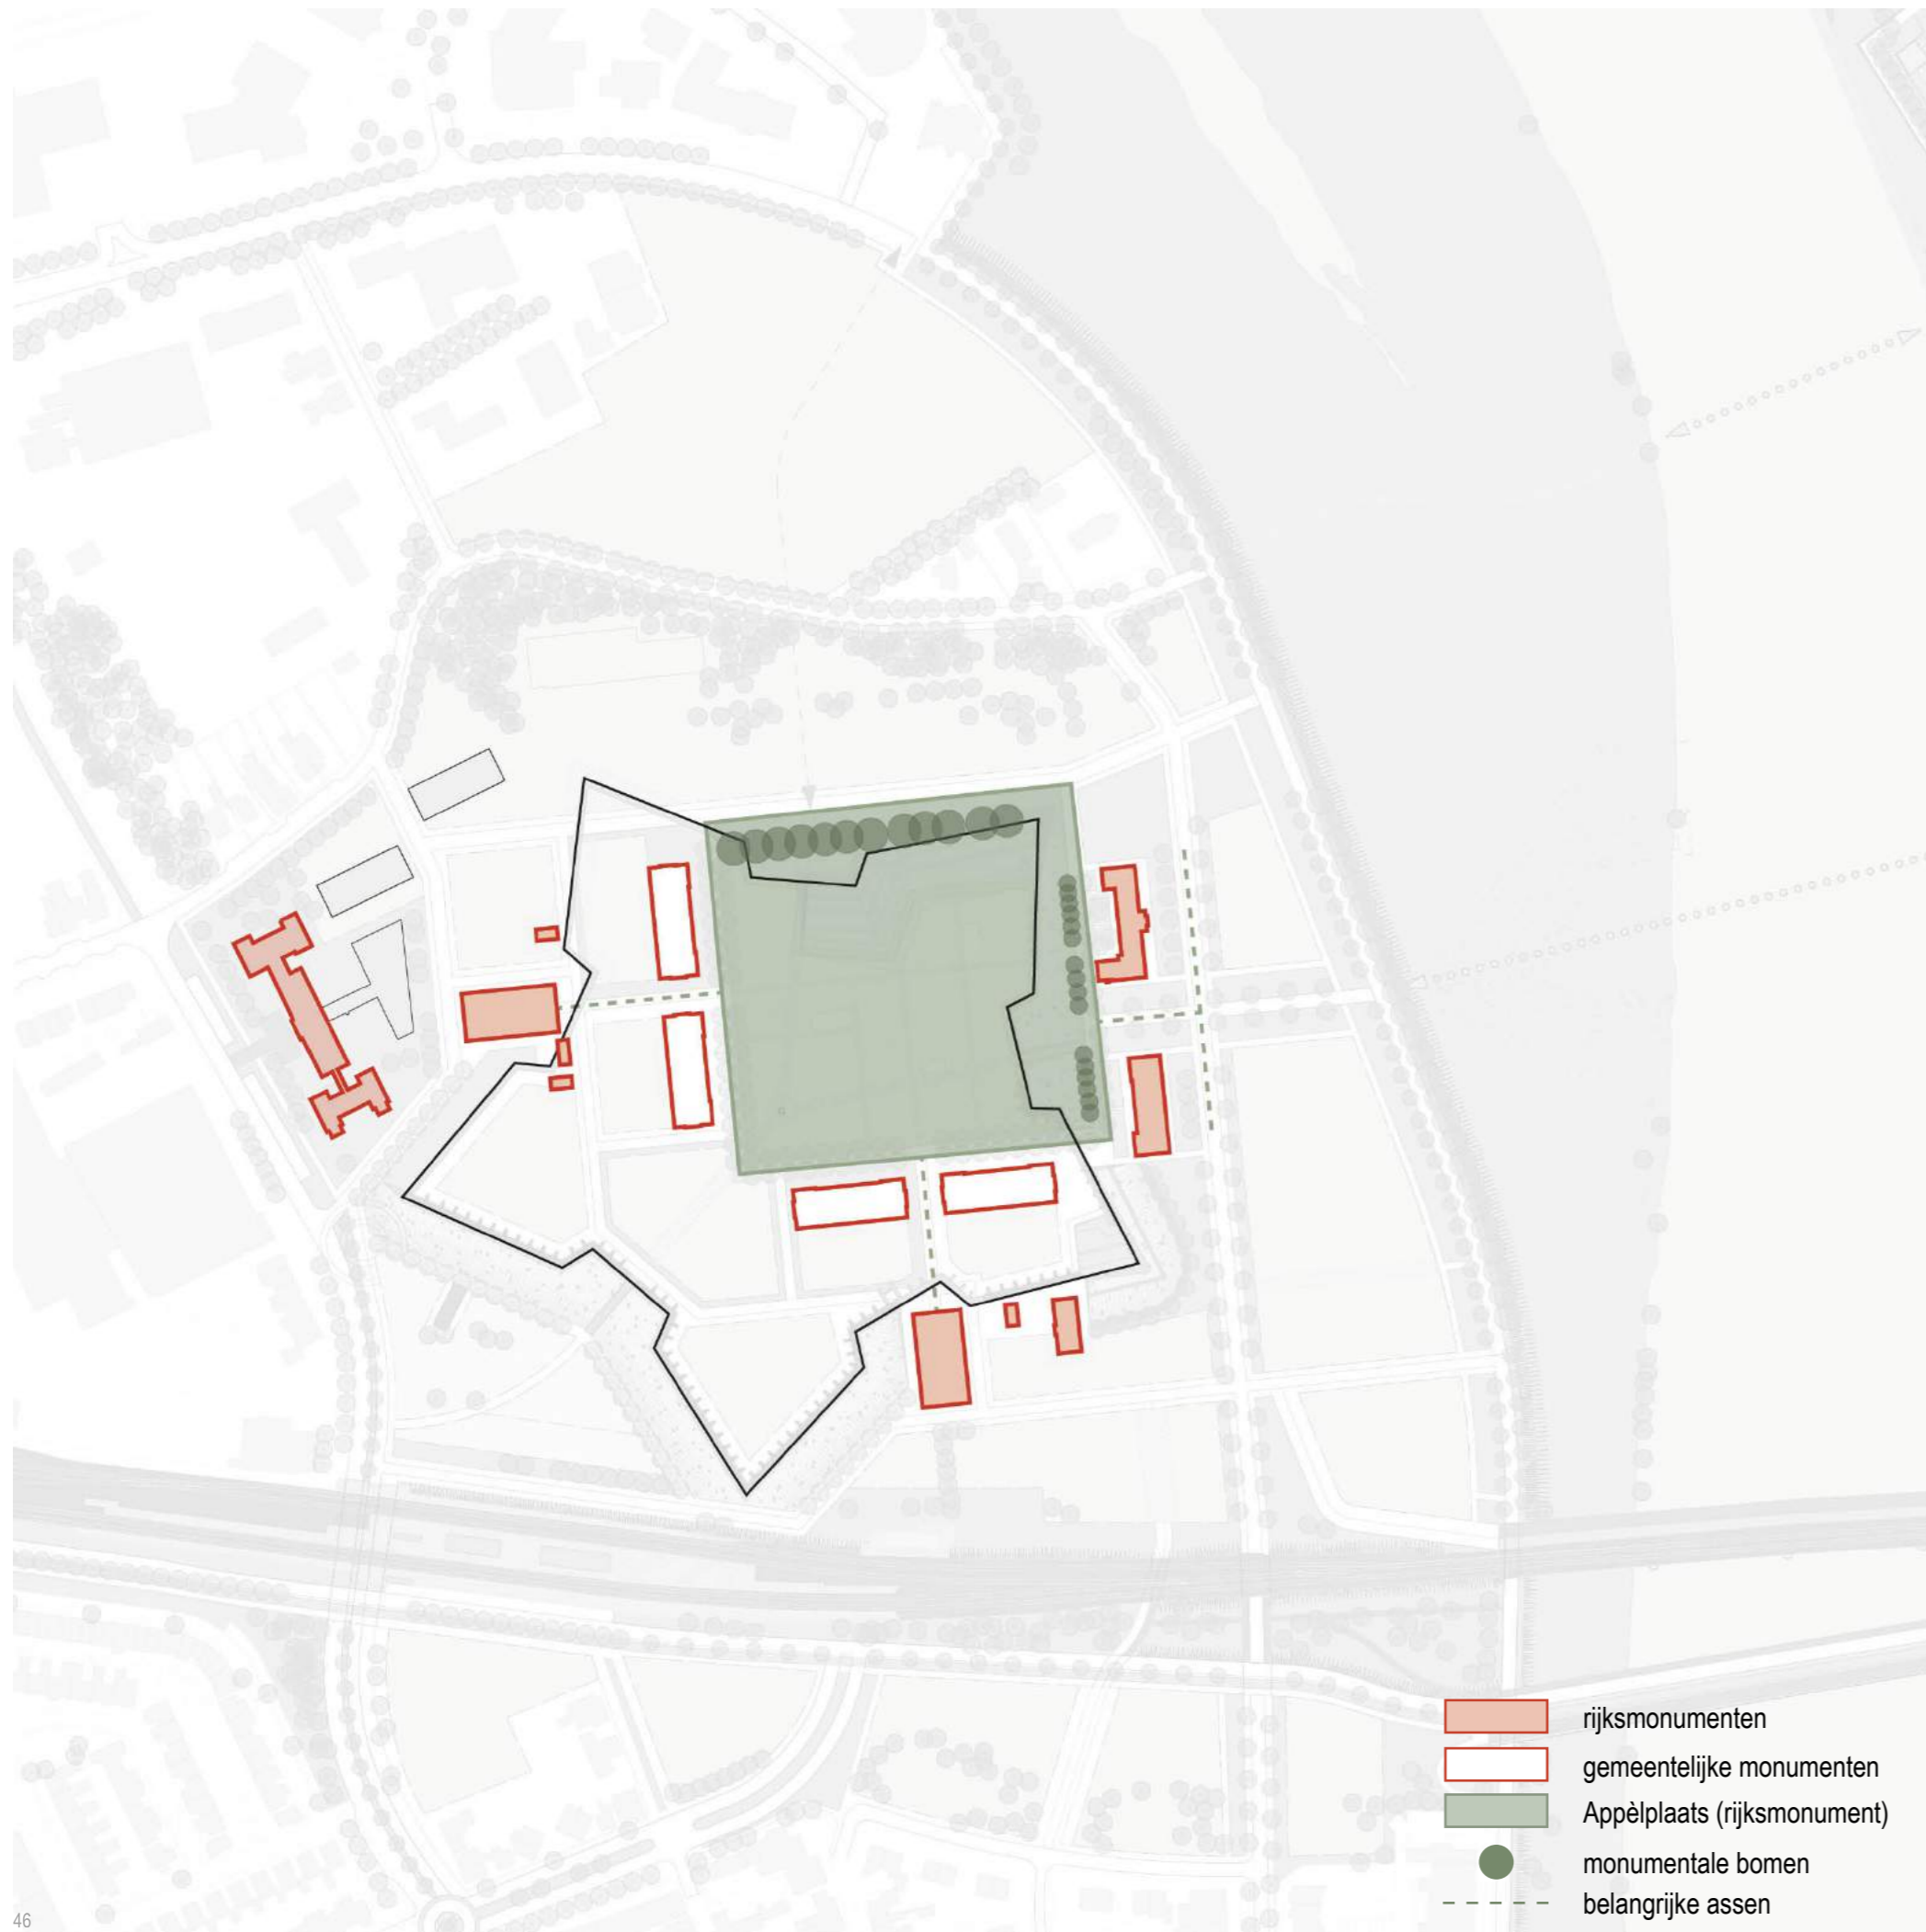 rijksmonumenten
gemeentelijke monumenten
Appèlplaats (rijksmonument)
monumentale bomen
belangrijke assen
46